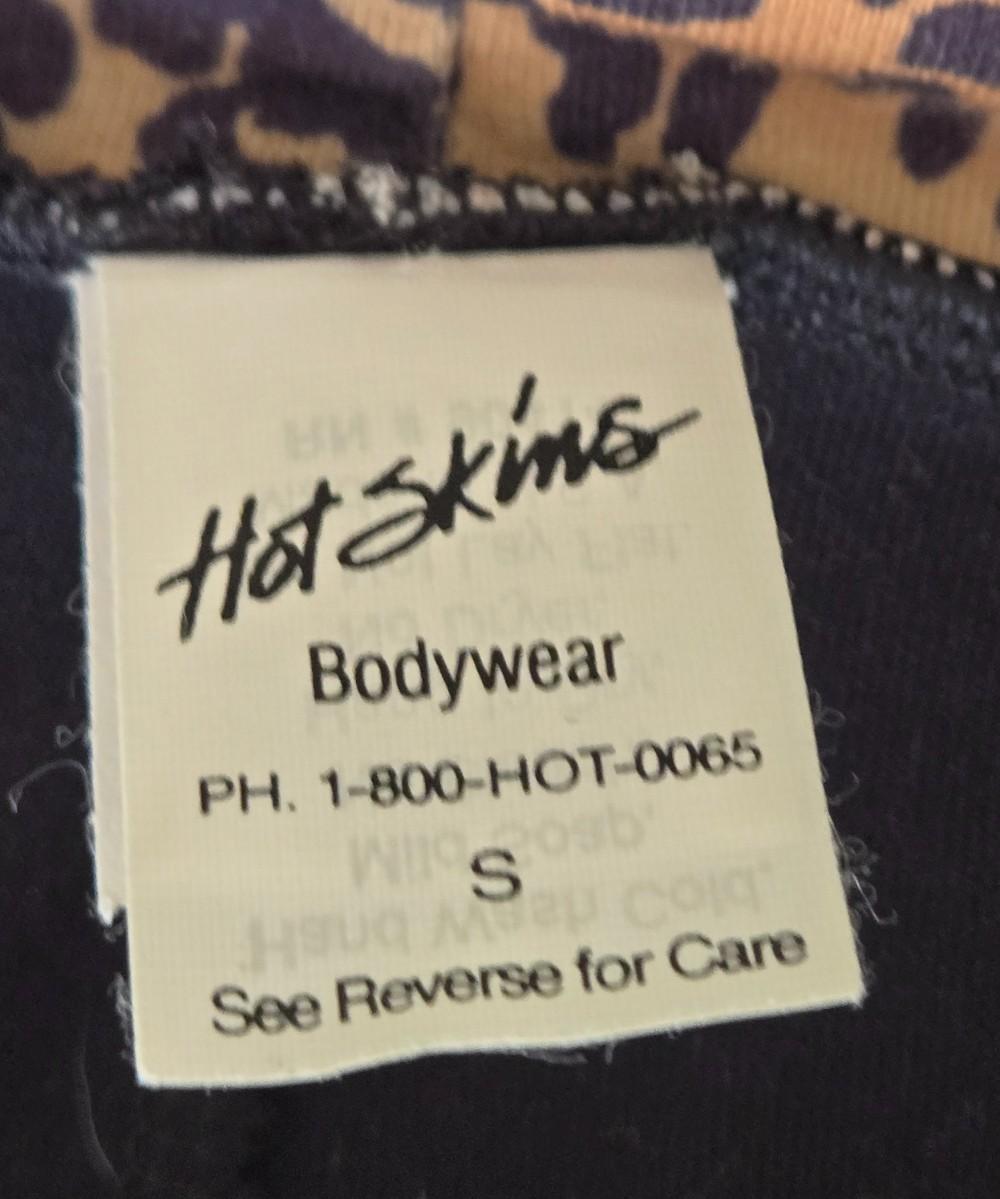 Hot Skins
Bodywear
PH. 1-800-HOT-0065
S
See Reverse for Care